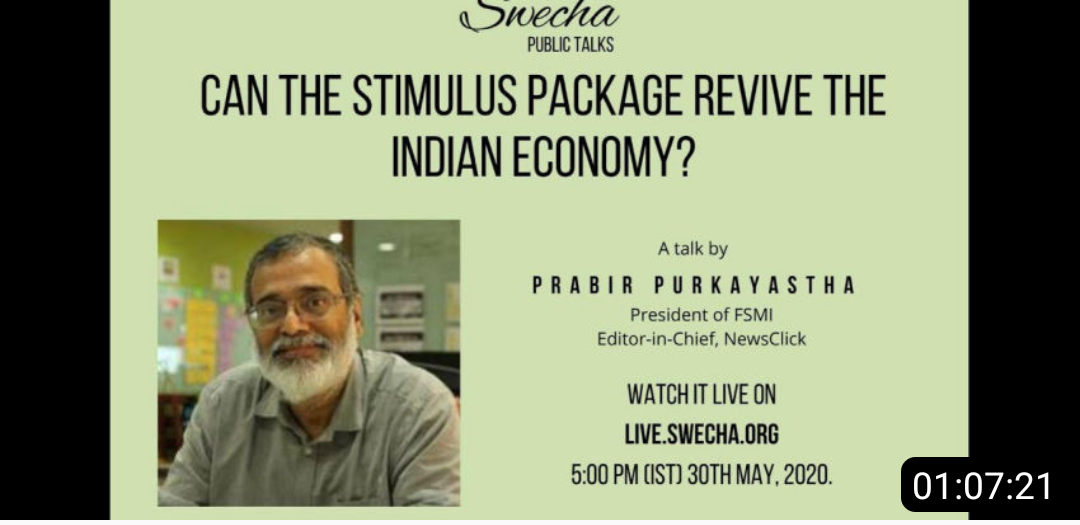 Swecha
PUBLIC TALKS
CAN THE STIMULUS PACKAGE REVIVE THE
INDIAN ECONOMY?
A talk by
PRABIR PURKAYASTHA
President of FSMI
Editor-in-Chief, NewsClick
WATCH IT LIVE ON
LIVE.SWECHA.ORG
5:00 PM (IST) 30TH MAY, 2020.
01:07:21